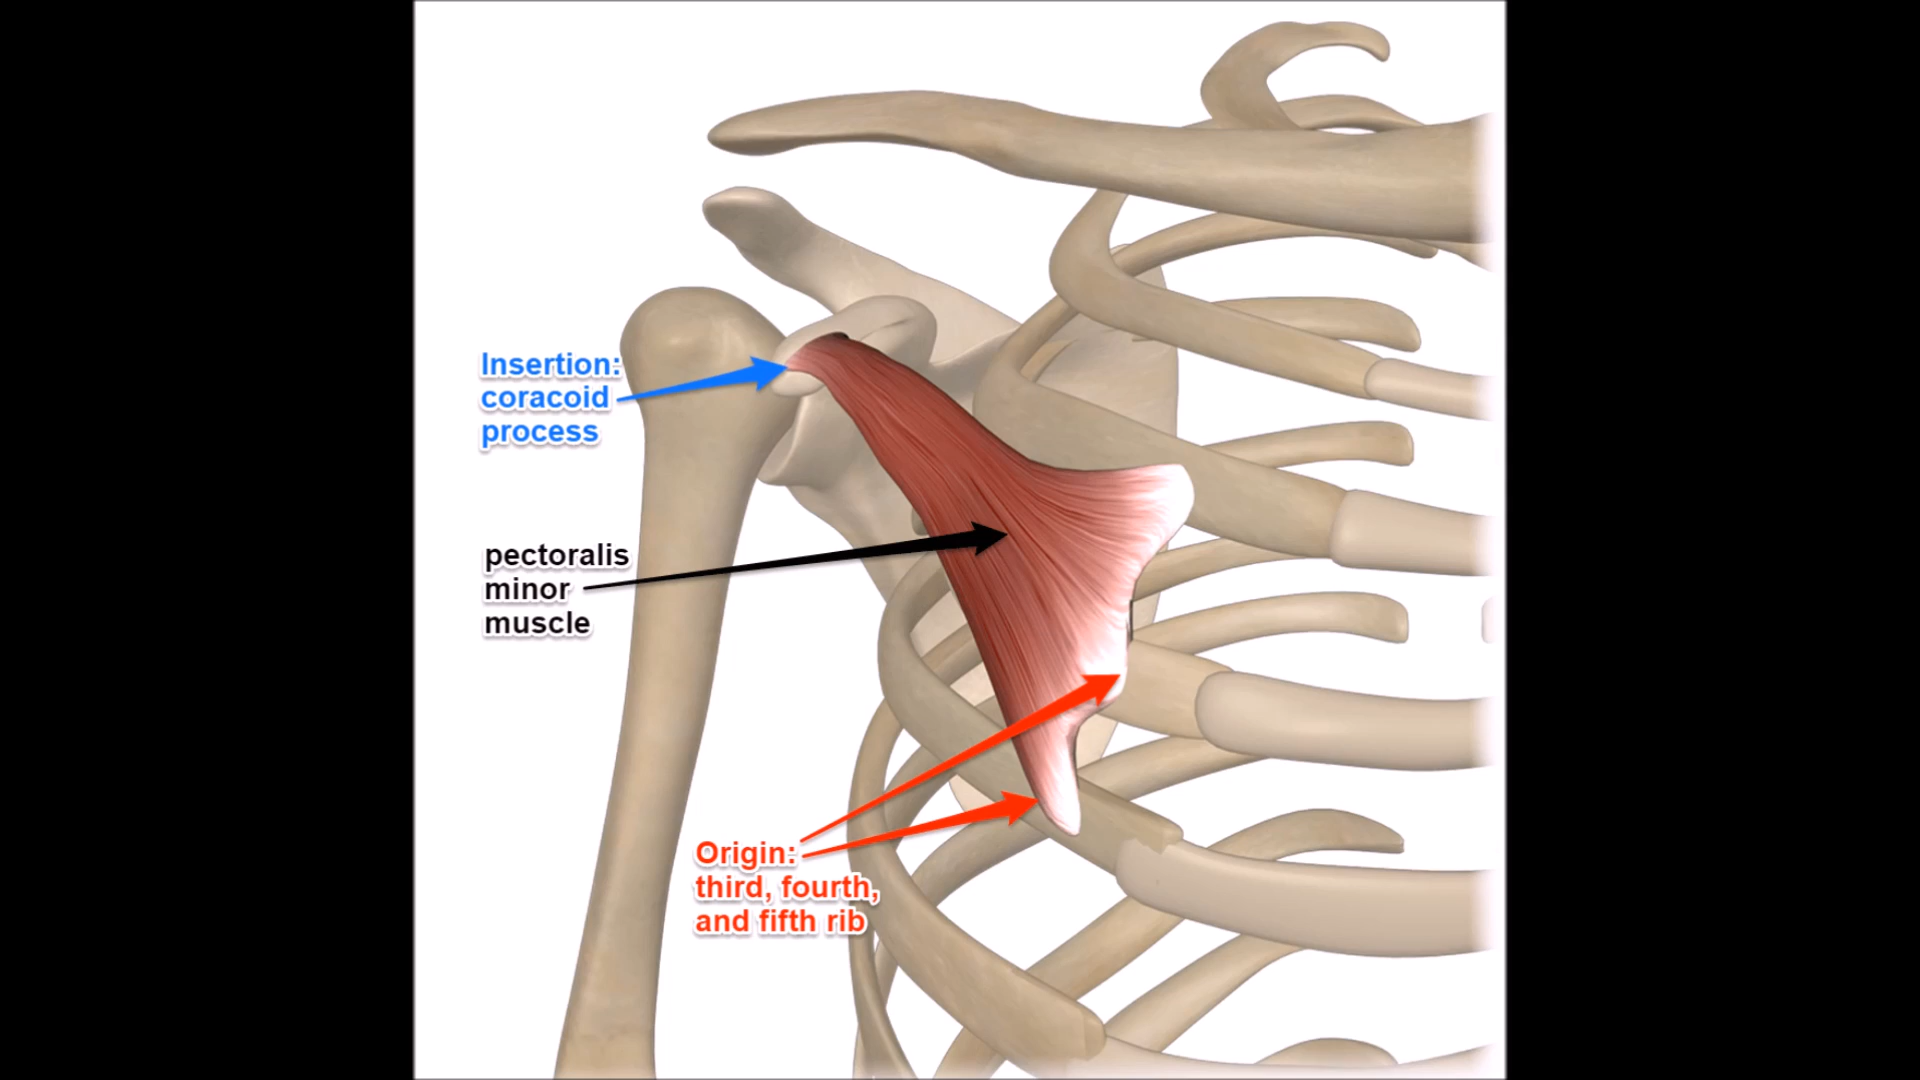 Insertion:
coracoid
process
pectoralis
minor
muscle
Origin:
third, fourth,
and fifth rib